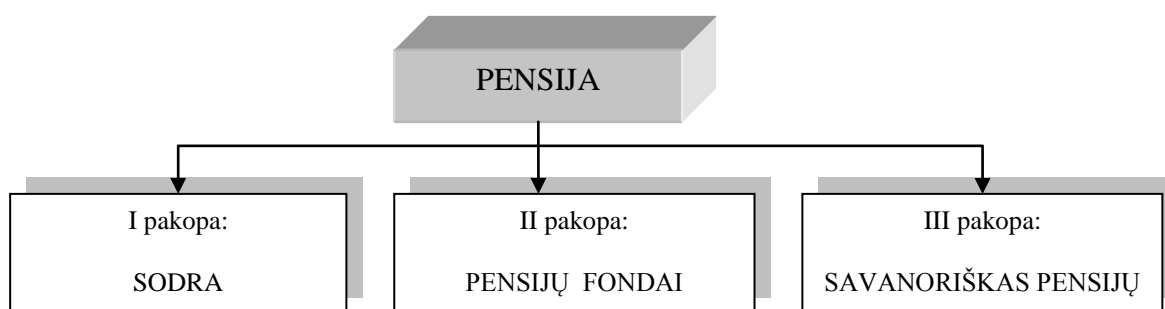 PENSIJA
I pakopa:
SODRA
II pakopa:
PENSIJŲ FONDAI
III pakopa:
SAVANORIŠKAS PENSIJŲ